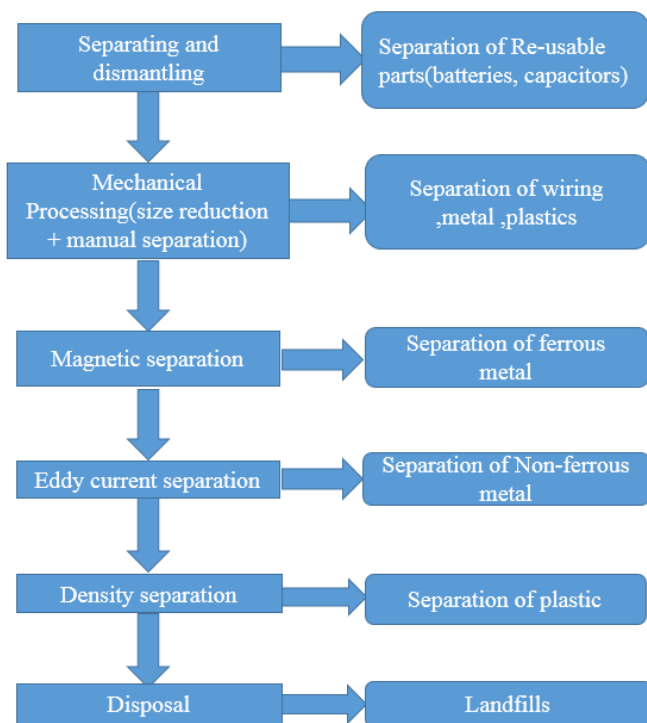 Separating and
dismantling
Separation of Re-usable
parts(batteries, capacitors)
Mechanical
Processing(size reduction
+ manual separation)
Separation of wiring
,metal ,plastics
Magnetic separation
Separation of ferrous
metal
Eddy current separation
Separation of Non-ferrous
metal
Density separation
Separation of plastic
Disposal
Landfills